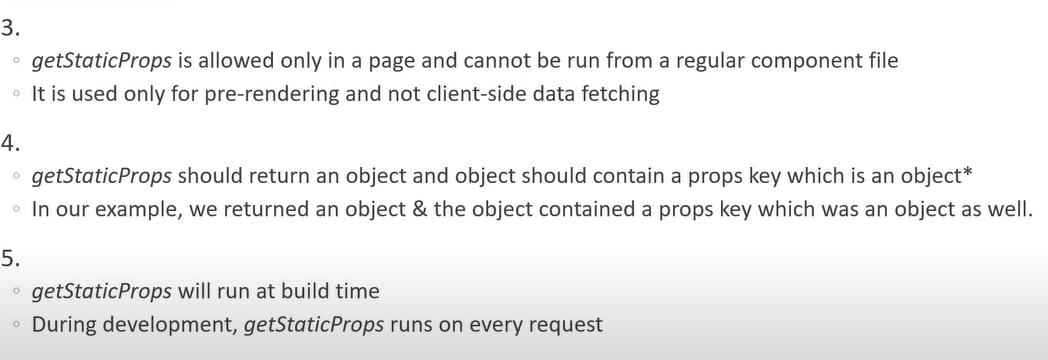 3.
◦ getStaticProps is allowed only in a page and cannot be run from a regular component file
◦ It is used only for pre-rendering and not client-side data fetching
4.
◦ getStaticProps should return an object and object should contain a props key which is an object*
◦ In our example, we returned an object & the object contained a props key which was an object as well.
5.
◦ getStaticProps will run at build time
◦ During development, getStaticProps runs on every request